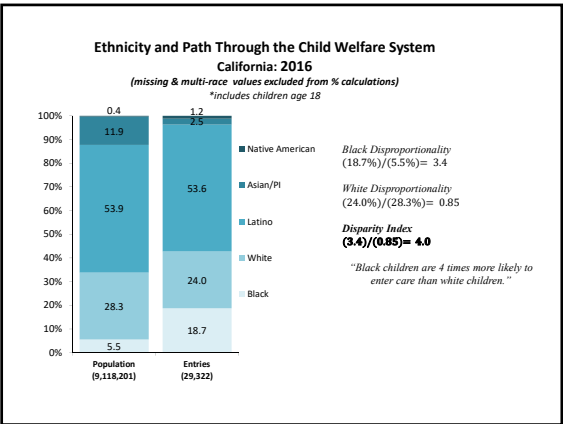 Ethnicity and Path Through the Child Welfare System
California: 2016
(missing & multi-race values excluded from % calculations)
*includes children age 18
100%
90%
80%
70%
60%
50%
40%
30%
20%
10%
0%
0.4
11.9
53.9
28.3
5.5
1.2
2.5
53.6
24.0
18.7
Population
(9,118,201)
Entries
(29,322)
Native American
Asian/PI
Latino
White
Black
Black Disproportionality
(18.7%)/(5.5%)= 3.4
White Disproportionality
(24.0%)/(28.3%)= 0.85
Disparity Index
(3.4)/(0.85)= 4.0
“Black children are 4 times more likely to
enter care than white children.”